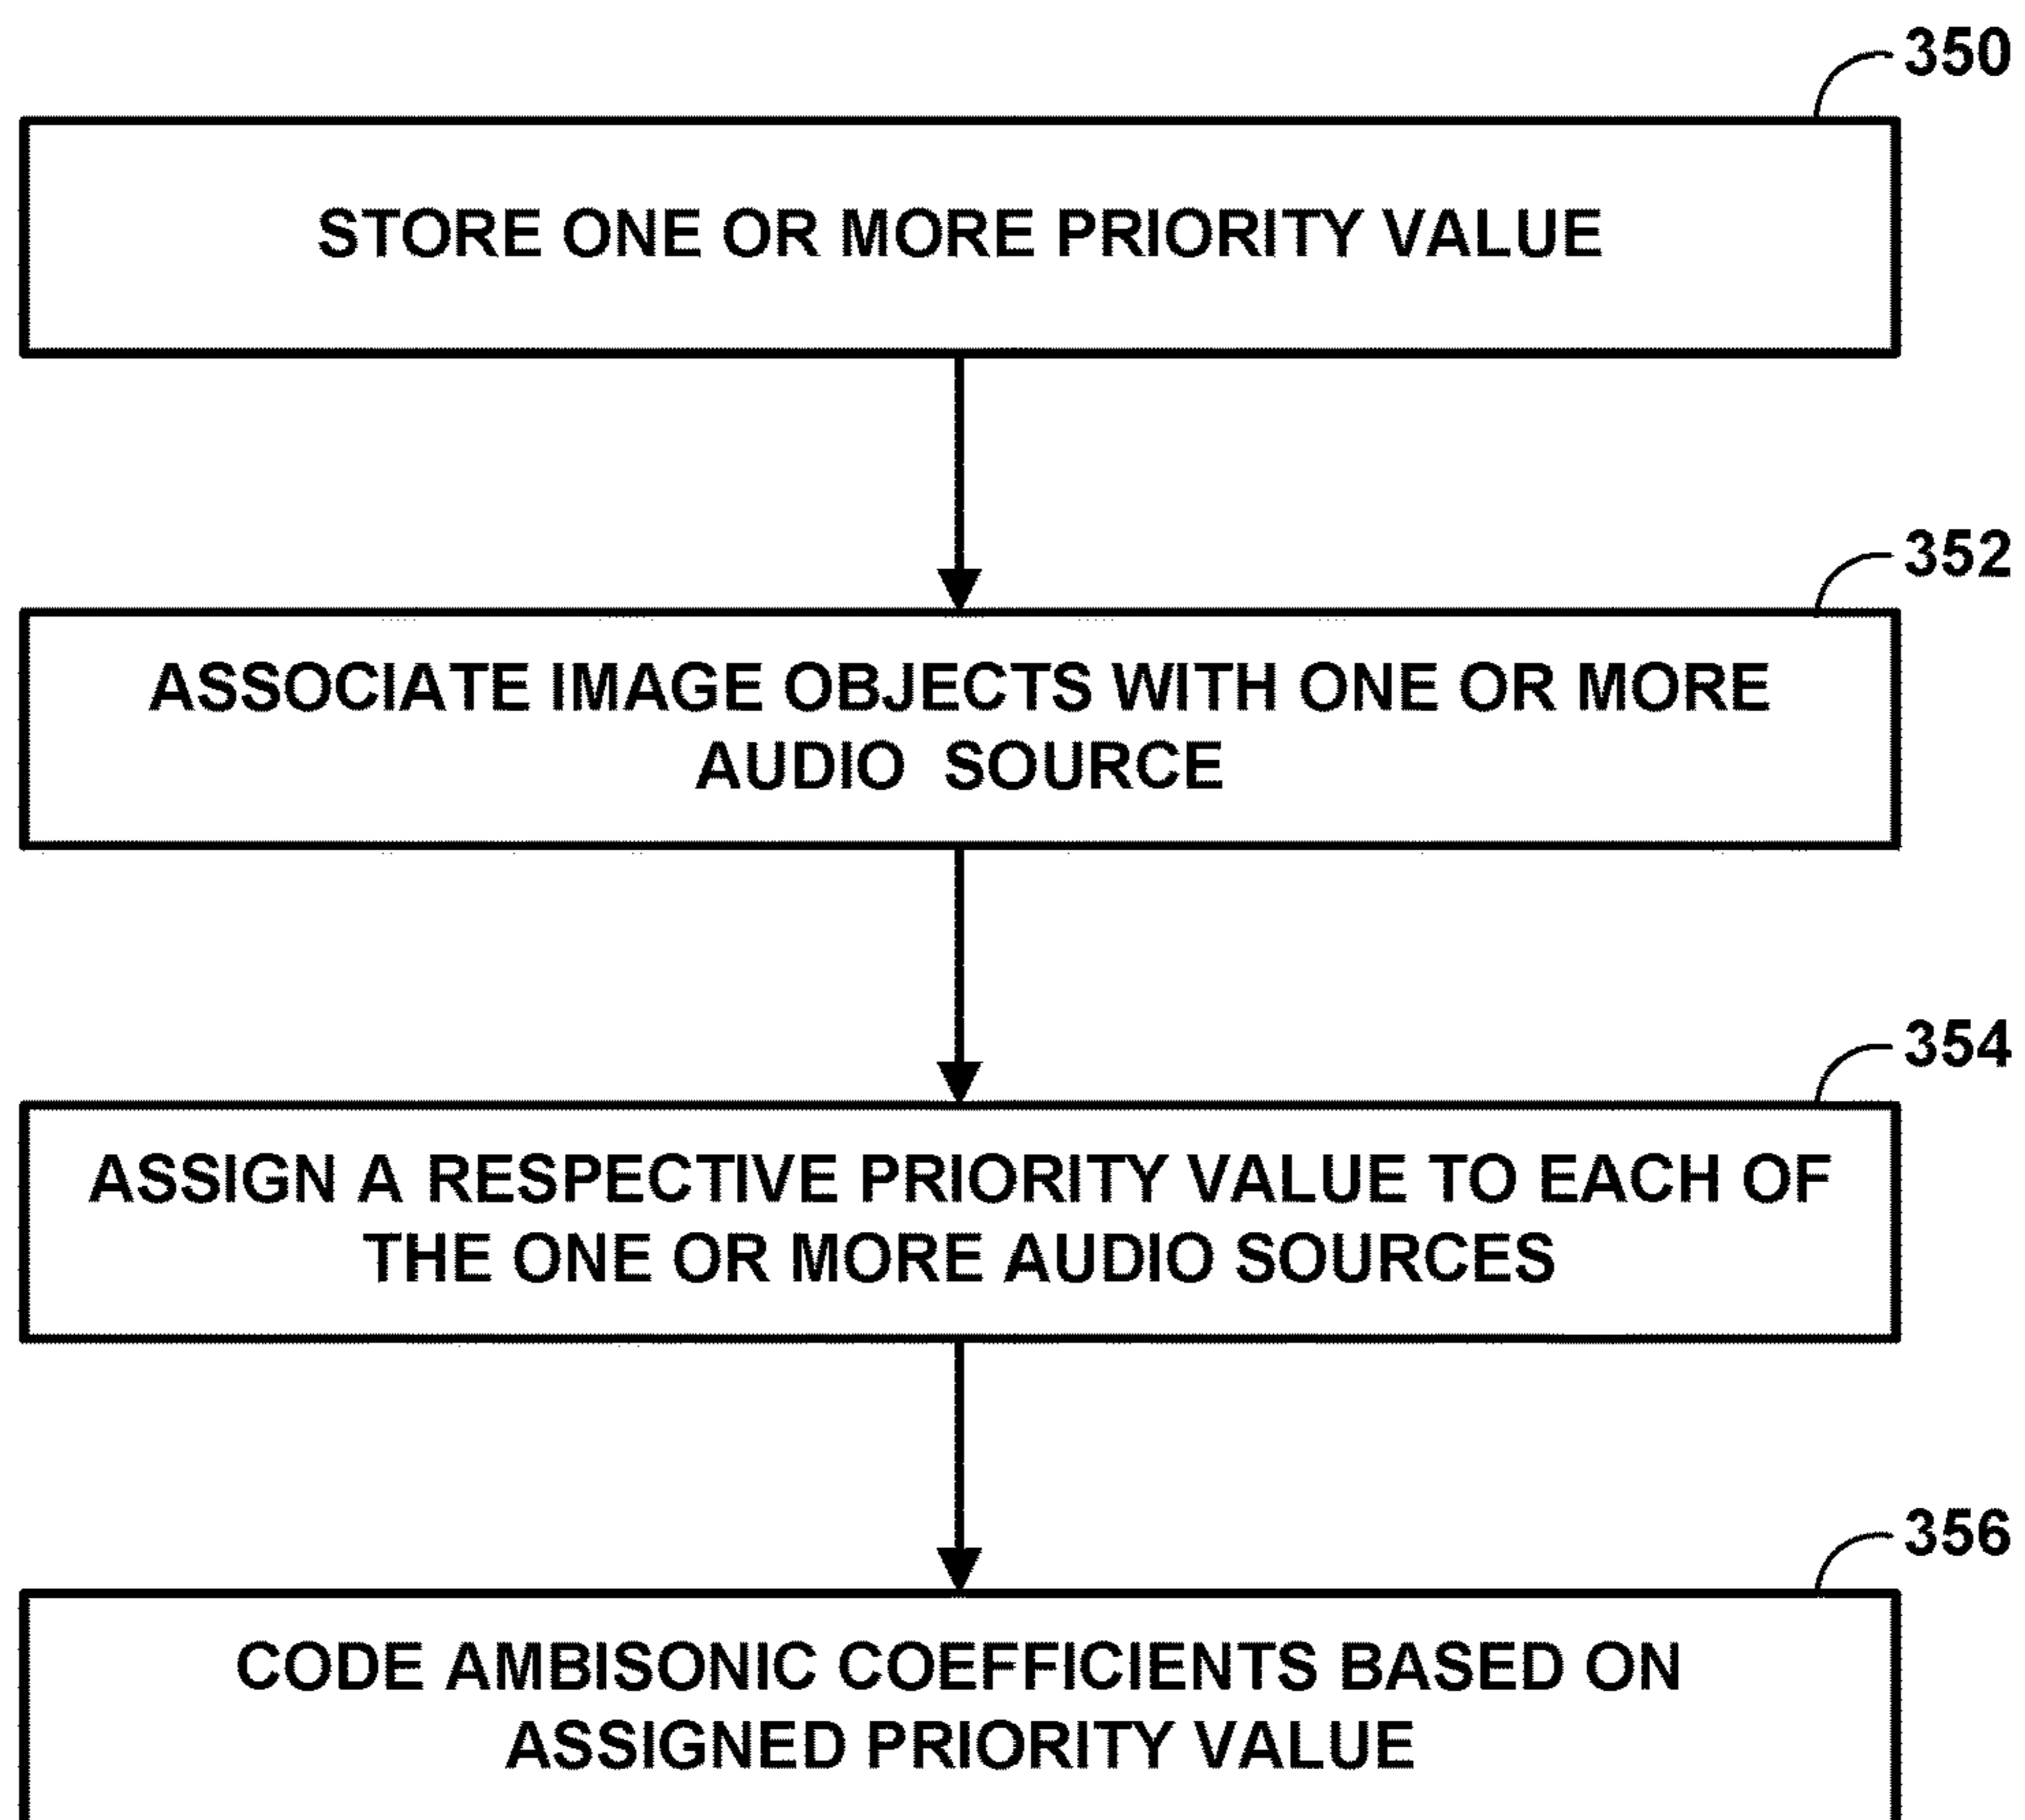 350
STORE ONE OR MORE PRIORITY VALUE
352
ASSOCIATE IMAGE OBJECTS WITH ONE OR MORE
AUDIO SOURCE
354
ASSIGN A RESPECTIVE PRIORITY VALUE TO EACH OF
THE ONE OR MORE AUDIO SOURCES
356
CODE AMBISONIC COEFFICIENTS BASED ON
ASSIGNED PRIORITY VALUE